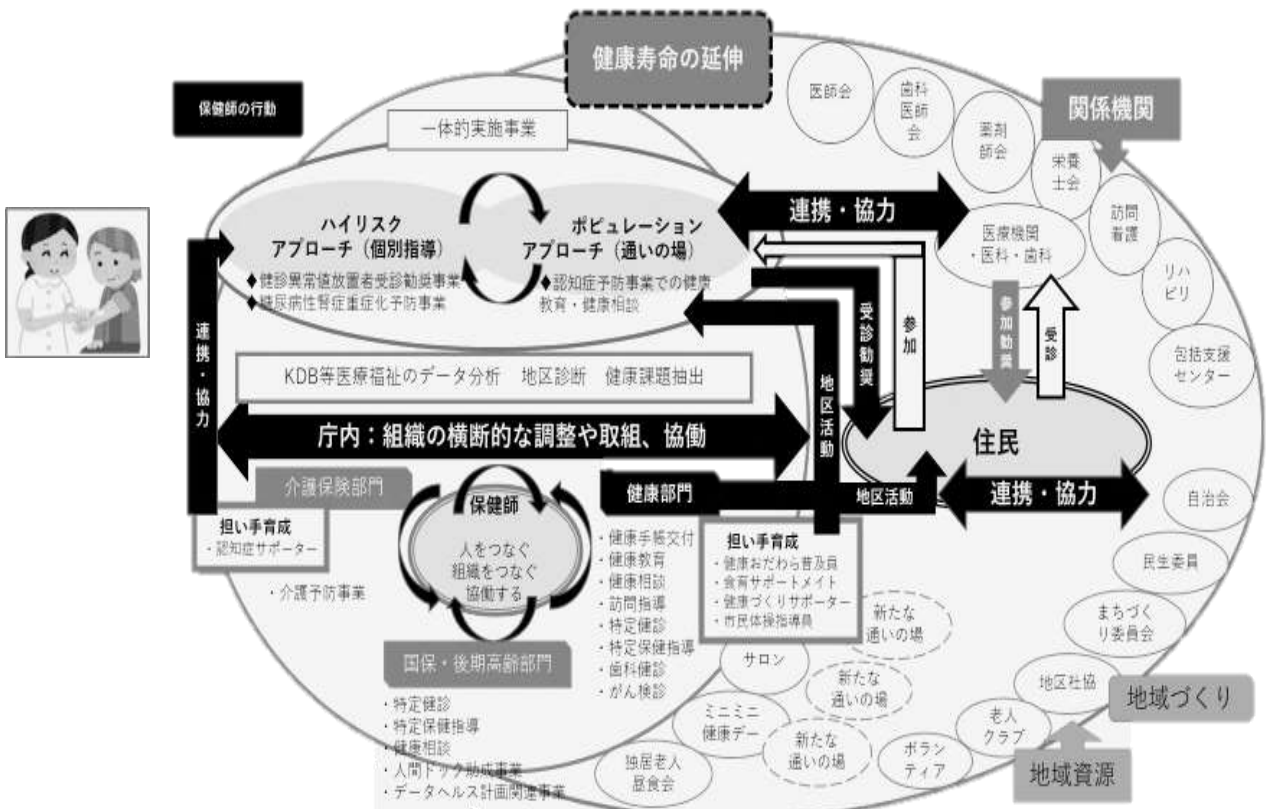 健康寿命の延伸
保健師の行動
一体的実施事業
ハイリスク
アプローチ（個別指導）
◆健診異常値放置者受診勧奨事業
◆糖尿病性腎症重症化予防事業
ポピュレーション
アプローチ（通いの場）
◆認知症予防事業での健康
教育・健康相談
連携・協力
医師会
歯科
医師
会
薬剤
師会
栄養
士会
関係機関
訪問
看護
リハ
ビリ
包括支援
センター
医療機関
・医科・歯科
参加勧奨
受診
受診勧奨
参加
地区活動
連携・協力
KDB等医療福祉のデータ分析　地区診断　健康課題抽出
庁内：組織の横断的な調整や取組、協働
住民
地区活動
連携・協力
介護保険部門
担い手育成
・認知症サポーター
・介護予防事業
保健師
人をつなぐ
組織をつなぐ
協働する
健康部門
・健康手帳交付
・健康教育
・健康相談
・訪問指導
・特定健診
・特定保健指導
・歯科健診
・がん検診
担い手育成
・健康おだわら普及員
・食育サポートメイト
・健康づくりサポーター
・市民体操指導員
国保・後期高齢部門
・特定健診
・特定保健指導
・健康相談
・人間ドック助成事業
・データヘルス計画関連事業
サロン
ミニミニ
健康デー
独居老人
昼食会
新たな
通いの場
新たな
通いの場
新たな
通いの場
ボラン
ティア
老人
クラブ
地区社協
まちづく
り委員会
民生委員
自治会
地域づくり
地域資源